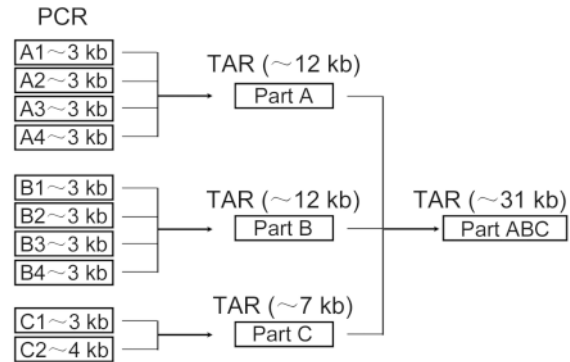 PCR
A1～3 kb
A2～3 kb
A3～3 kb
A4～3 kb
TAR (～12 kb)
Part A
B1～3 kb
B2～3 kb
B3～3 kb
B4～3 kb
TAR (～12 kb)
Part B
C1～3 kb
C2～4 kb
TAR (～7 kb)
Part C
TAR (～31 kb)
Part ABC